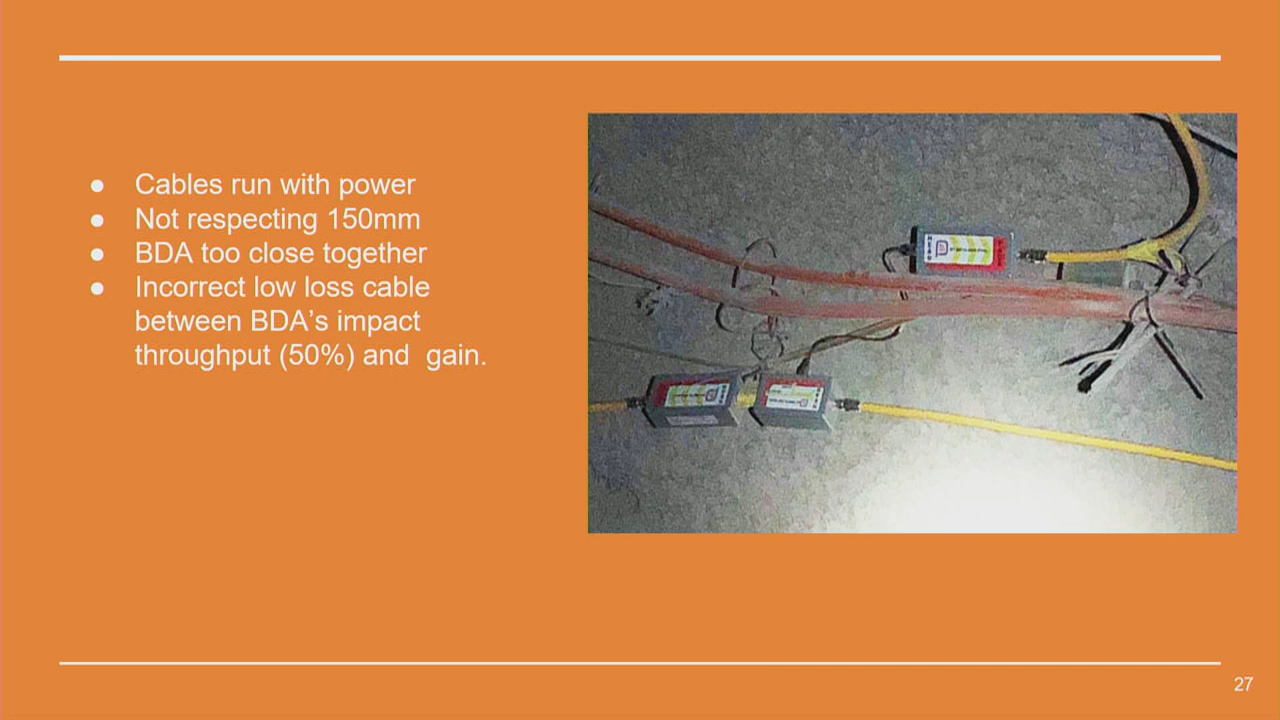 ● Cables run with power
● Not respecting 150mm
● BDA too close together
● Incorrect low loss cable
between BDA’s impact
throughput (50%) and  gain.
27